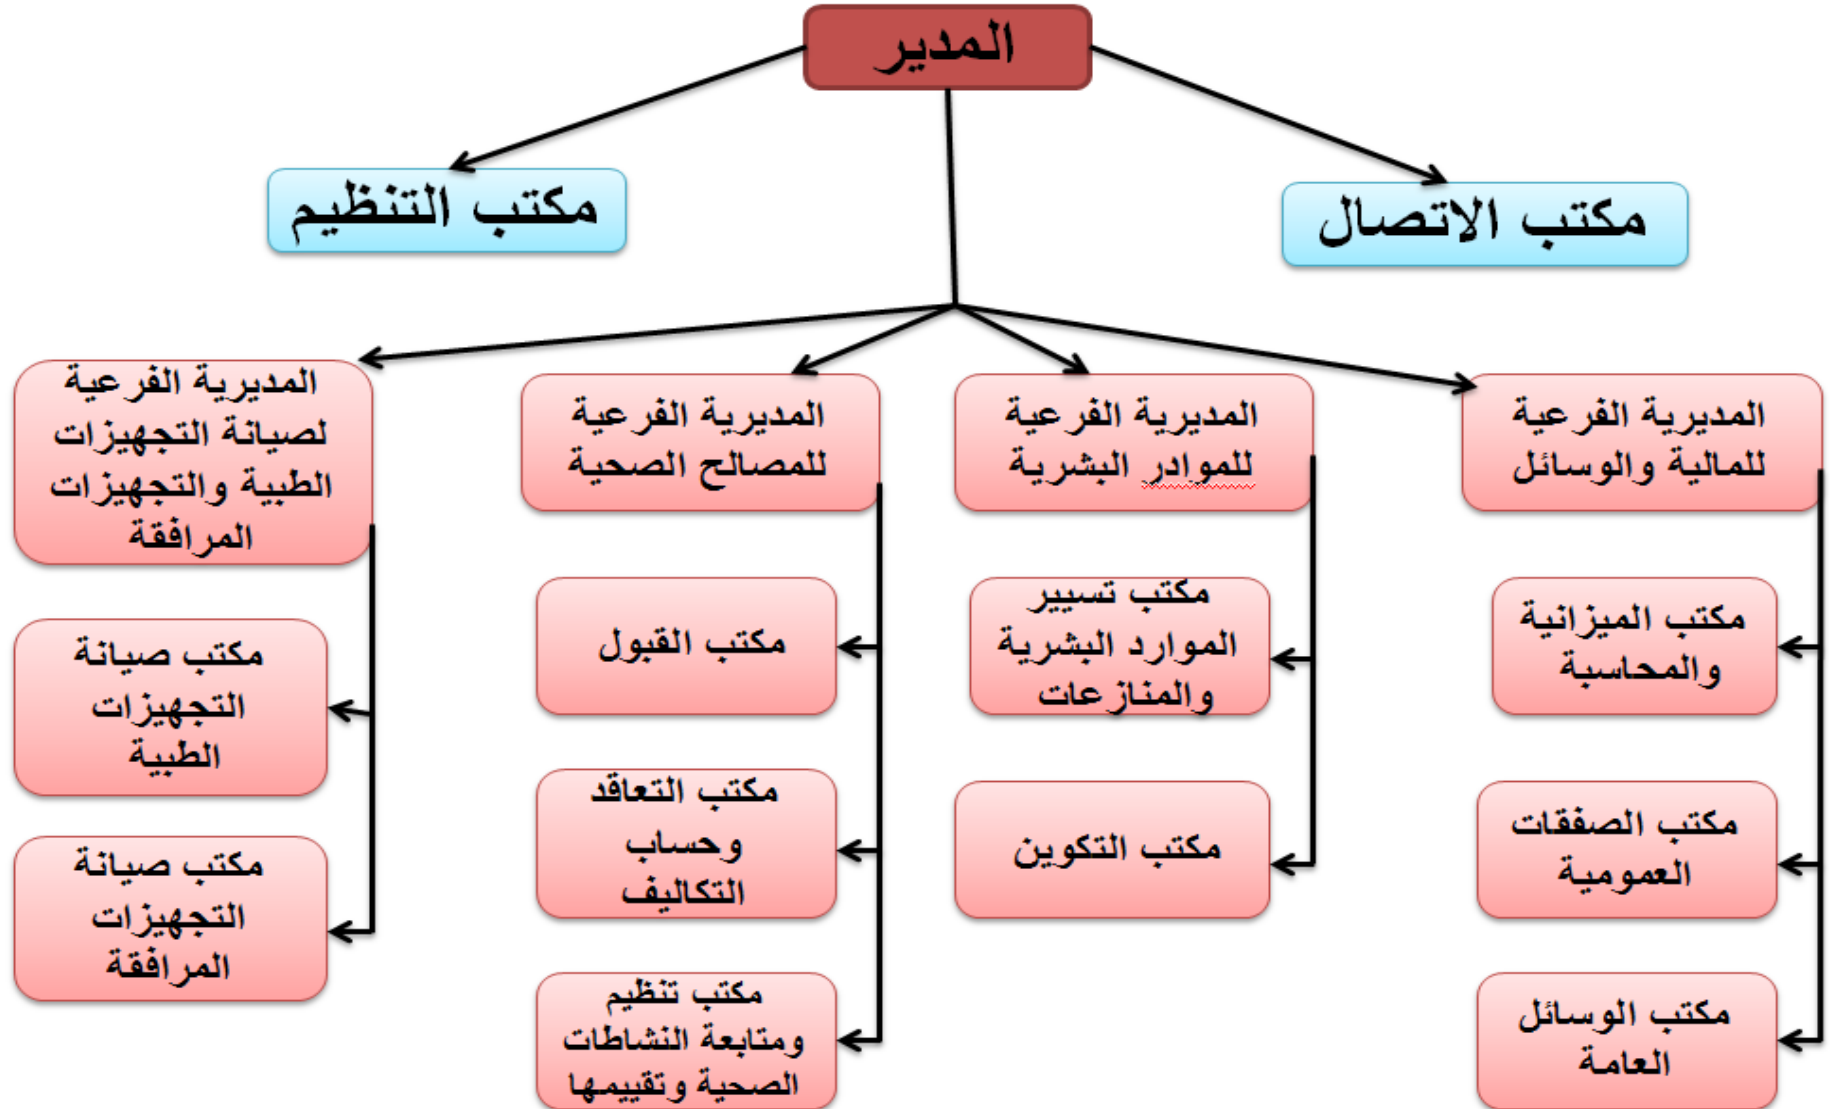 المدير
مكتب الاتصال
مكتب التنظيم
المديرية الفرعية
للمالية والوسائل
المديرية الفرعية
للموادر البشرية
المديرية الفرعية
للمصالح الصحية
المديرية الفرعية
لصيانة التجهيزات
الطبية والتجهيزات
المرافقة
مكتب الميزانية
والمحاسبة
مكتب الصفقات
العمومية
مكتب الوسائل
العامة
مكتب تسيير
الموارد البشرية
والمنازعات
مكتب التكوين
مكتب القبول
مكتب التعاقد
وحساب
التكاليف
مكتب تنظيم
ومتابعة النشاطات
الصحية وتقييمها
مكتب صيانة
التجهيزات
الطبية
مكتب صيانة
التجهيزات
المرافقة